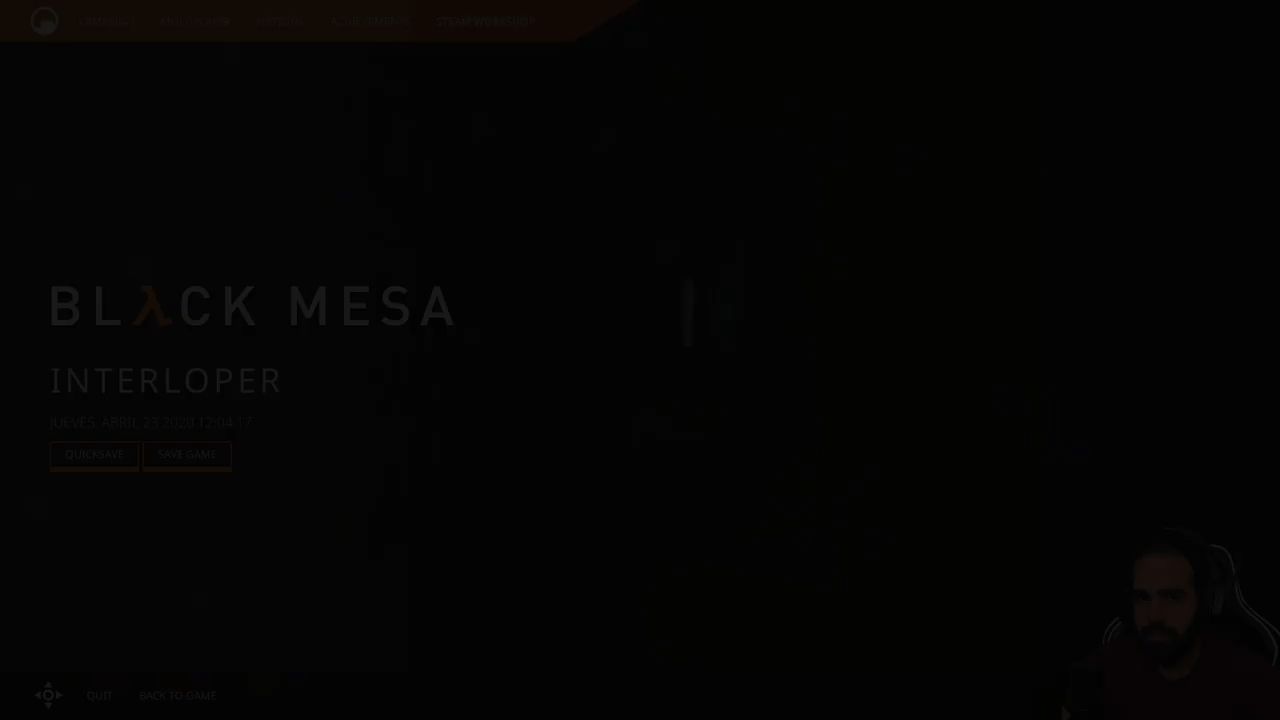 CAMPAIGN MULTIPLAYER OPTIONS ACHIEVEMENTS STEAM WORKSHOP
BLλCK MESA
INTERLOPER
JUEVES, ABRIL 23 2020 12:04:17
QUICKSAVE SAVE GAME
QUIT BACK TO GAME